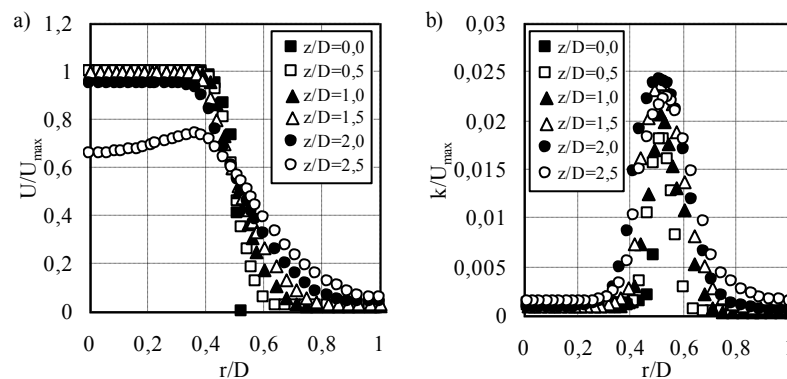 a)
U/Umax
1,2
1
0,8
0,6
0,4
0,2
0
0
0,2
0,4
0,6
0,8
1
r/D
z/D=0,0
z/D=0,5
z/D=1,0
z/D=1,5
z/D=2,0
z/D=2,5
b)
k/Umax
0,03
0,025
0,02
0,015
0,01
0,005
0
0
0,2
0,4
0,6
0,8
1
r/D
z/D=0,0
z/D=0,5
z/D=1,0
z/D=1,5
z/D=2,0
z/D=2,5